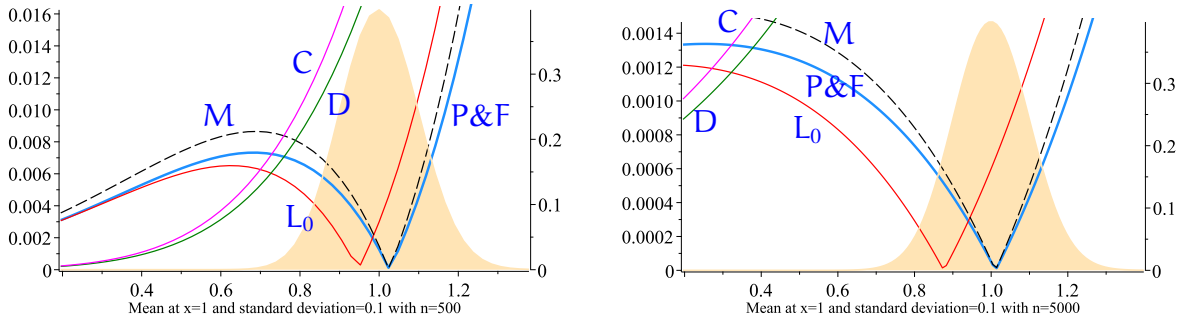 0.016
0.014
0.012
0.010
0.008
0.006
0.004
0.002
0
0.4
0.6
0.8
1.0
1.2
0.3
0.2
0.1
0
C
D
M
P&F
L₀
Mean at x=1 and standard deviation=0.1 with n=500
0.0014
0.0012
0.0010
0.0008
0.0006
0.0004
0.0002
0
0.4
0.6
0.8
1.0
1.2
0.3
0.2
0.1
0
C
M
P&F
D
L₀
Mean at x=1 and standard deviation=0.1 with n=5000